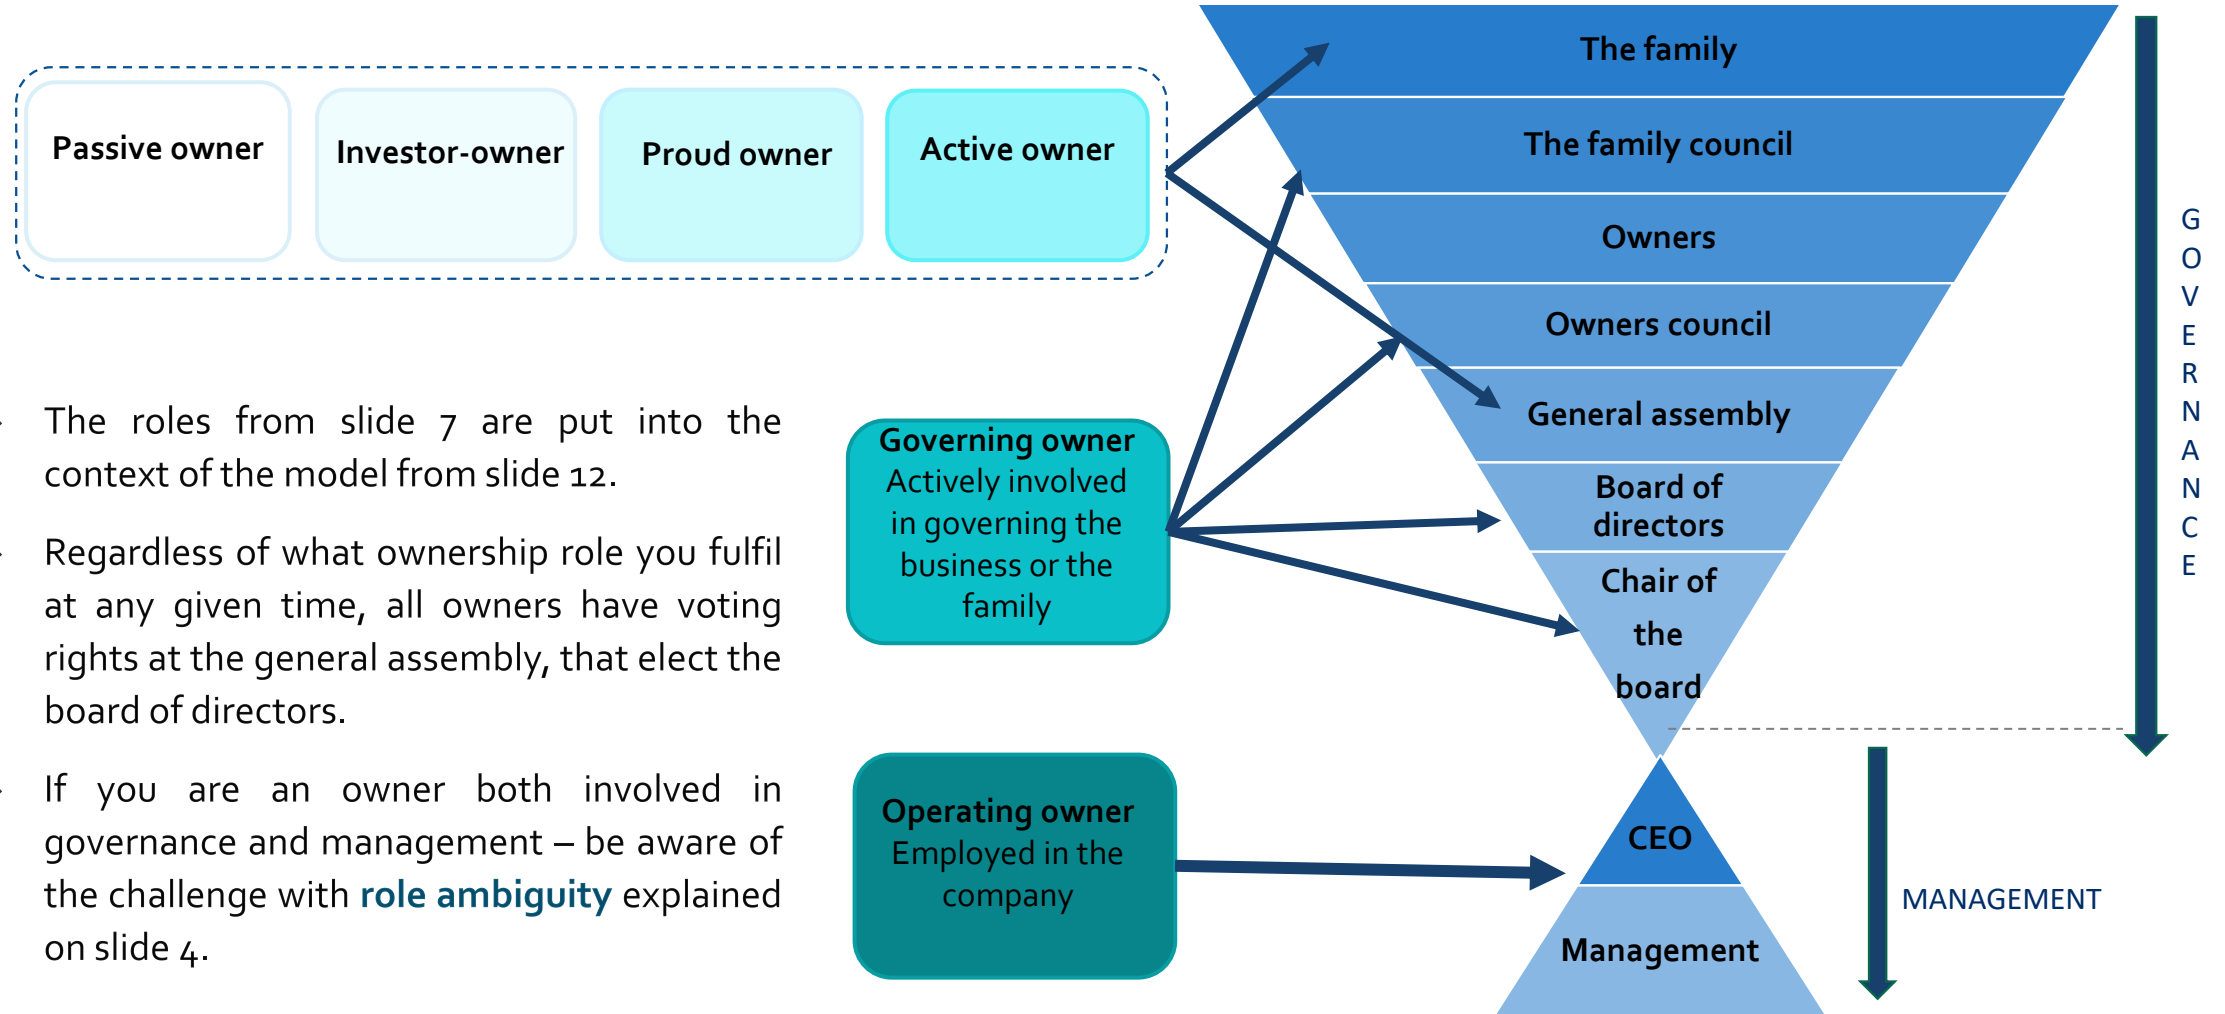 Passive owner
Investor-owner
Proud owner
Active owner
The roles from slide 7 are put into the
context of the model from slide 12.
Regardless of what ownership role you fulfil
at any given time, all owners have voting
rights at the general assembly, that elect the
board of directors.
If you are an owner both involved in
governance and management – be aware of
the challenge with role ambiguity explained
on slide 4.
Governing owner
Actively involved
in governing the
business or the
family
Operating owner
Employed in the
company
The family
The family council
Owners
Owners council
General assembly
Board of
directors
Chair of
the
board
CEO
Management
G
O
V
E
R
N
A
N
C
E
MANAGEMENT